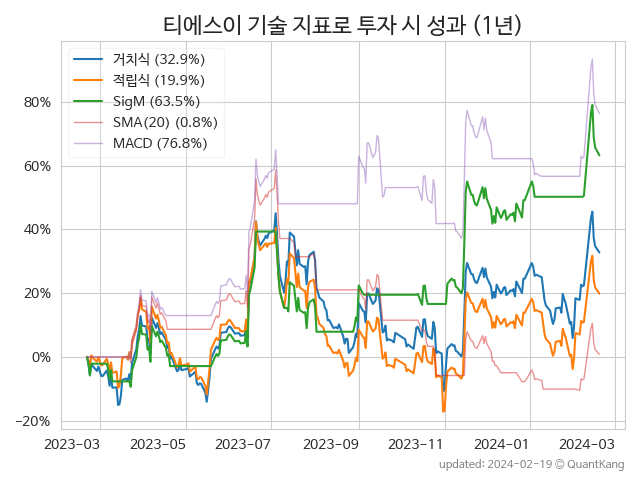 티에스이 기술 지표로 투자 시 성과 (1년)
거치식 (32.9%)
적립식 (19.9%)
SigM (63.5%)
SMA(20) (0.8%)
MACD (76.8%)
80%
60%
40%
20%
0%
−20%
2023-03 2023-05 2023-07 2023-09 2023-11 2024-01 2024-03
updated: 2024-02-19 © QuantKang